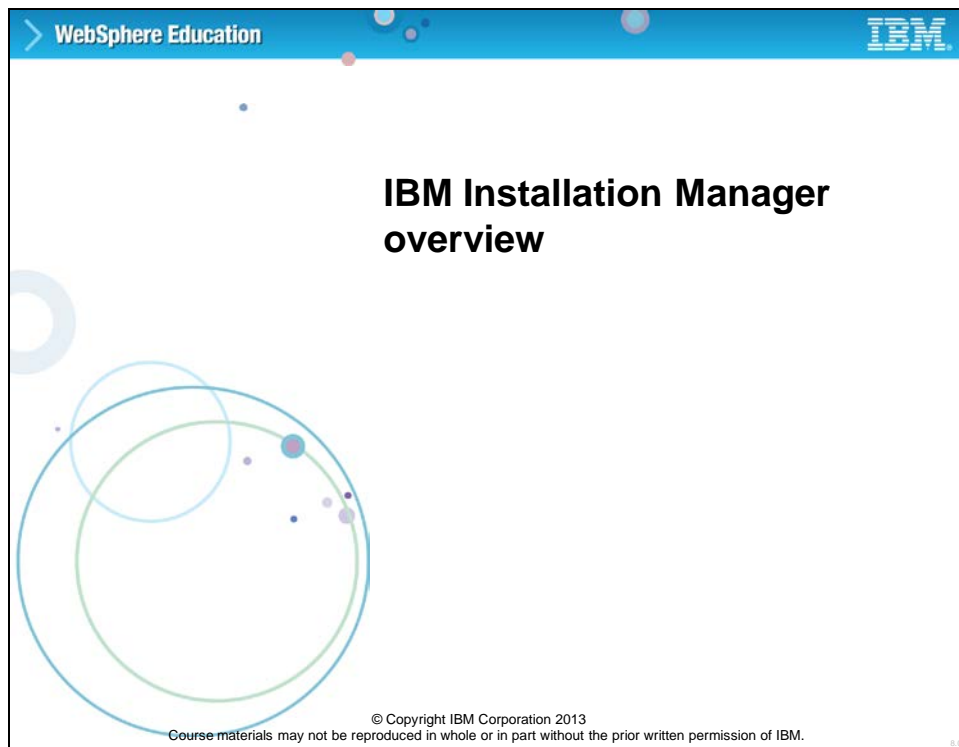 WebSphere Education
IBM
IBM Installation Manager
overview
© Copyright IBM Corporation 2013
Course materials may not be reproduced in whole or in part without the prior written permission of IBM.